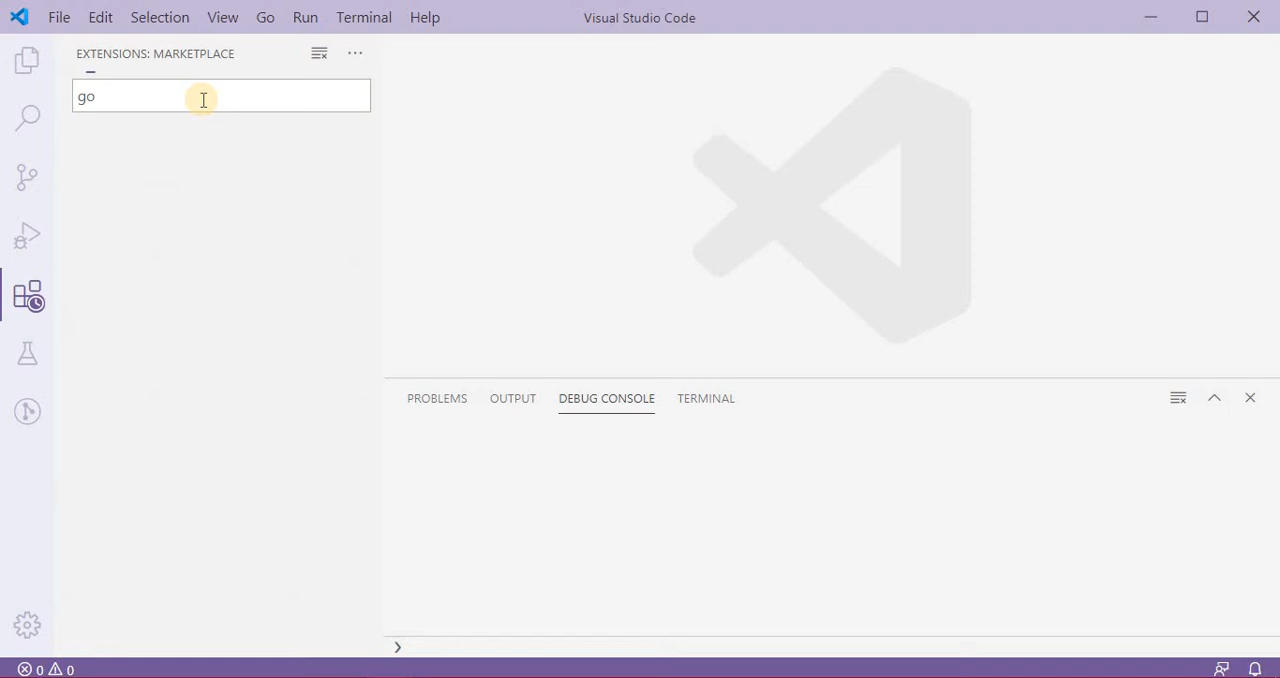 File Edit Selection View Go Run Terminal Help Visual Studio Code
EXTENSIONS: MARKETPLACE
go
PROBLEMS OUTPUT DEBUG CONSOLE TERMINAL
0 0